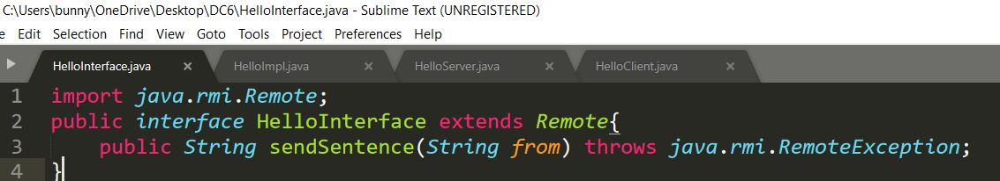 C:\Users\bunny\OneDrive\Desktop\DC6\HelloInterface.java - Sublime Text (UNREGISTERED)
e Edit Selection Find View Goto Tools Project Preferences Help
HelloInterface.java × HelloImpl.java × HelloServer.java × HelloClient.java ×
1 import java.rmi.Remote;
2 public interface HelloInterface extends Remote{
3 public String sendSentence(String from) throws java.rmi.RemoteException;
4 }